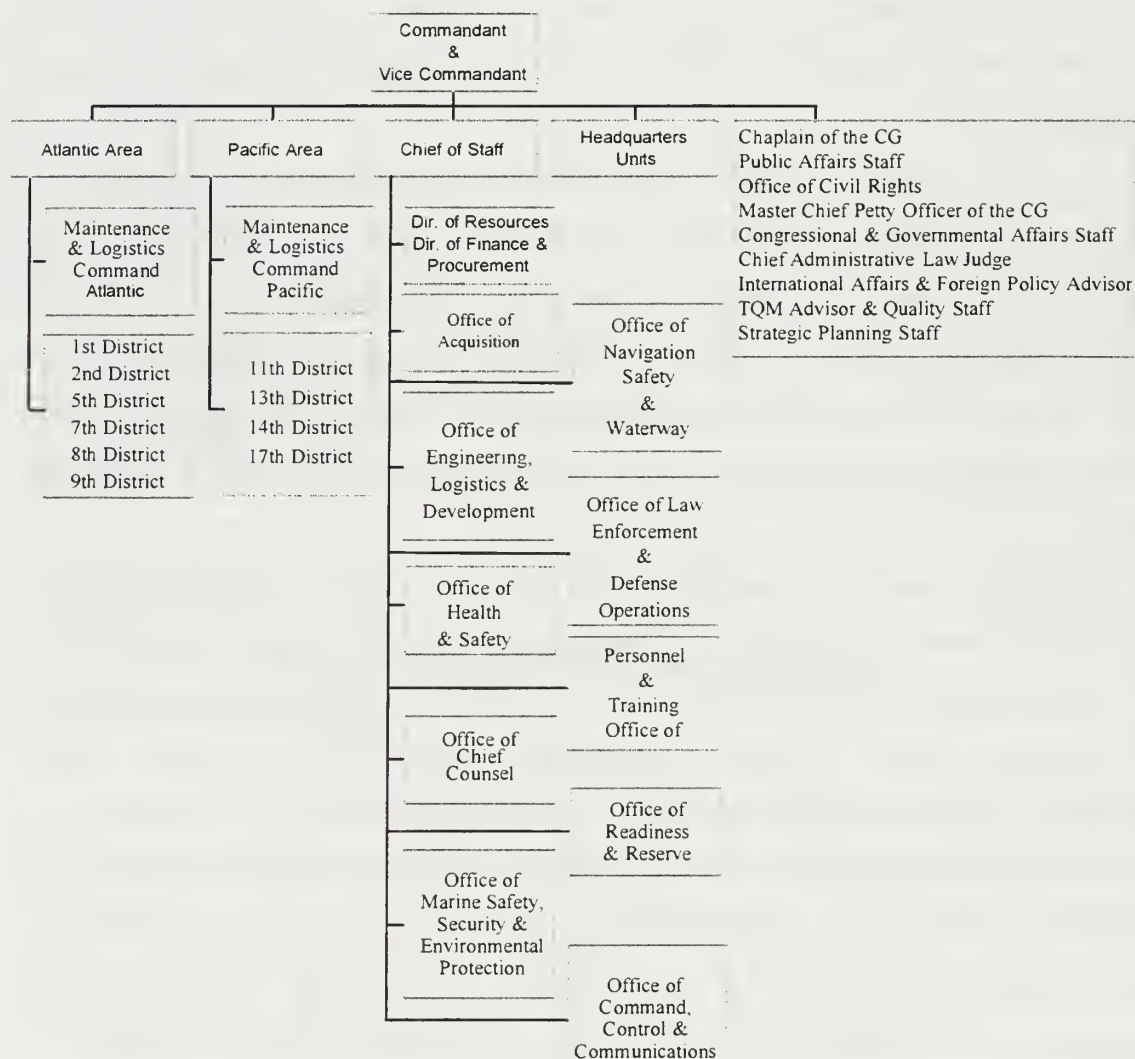 Commandant
&
Vice Commandant
Atlantic Area
Pacific Area
Chief of Staff
Headquarters
Units
Chaplain of the CG
Public Affairs Staff
Office of Civil Rights
Master Chief Petty Officer of the CG
Congressional & Governmental Affairs Staff
Chief Administrative Law Judge
International Affairs & Foreign Policy Advisor
TQM Advisor & Quality Staff
Strategic Planning Staff
Maintenance
& Logistics
Command
Atlantic
1st District
2nd District
5th District
7th District
8th District
9th District
Maintenance
& Logistics
Command
Pacific
11th District
13th District
14th District
17th District
Dir. of Resources
Dir. of Finance &
Procurement
Office of
Acquisition
Office of
Engineering,
Logistics &
Development
Office of
Health
& Safety
Office of
Chief
Counsel
Office of
Marine Safety,
Security &
Environmental
Protection
Office of
Navigation
Safety
&
Waterway
Office of Law
Enforcement
&
Defense
Operations
Personnel
&
Training
Office of
Office of
Readiness
& Reserve
Office of
Command,
Control &
Communications